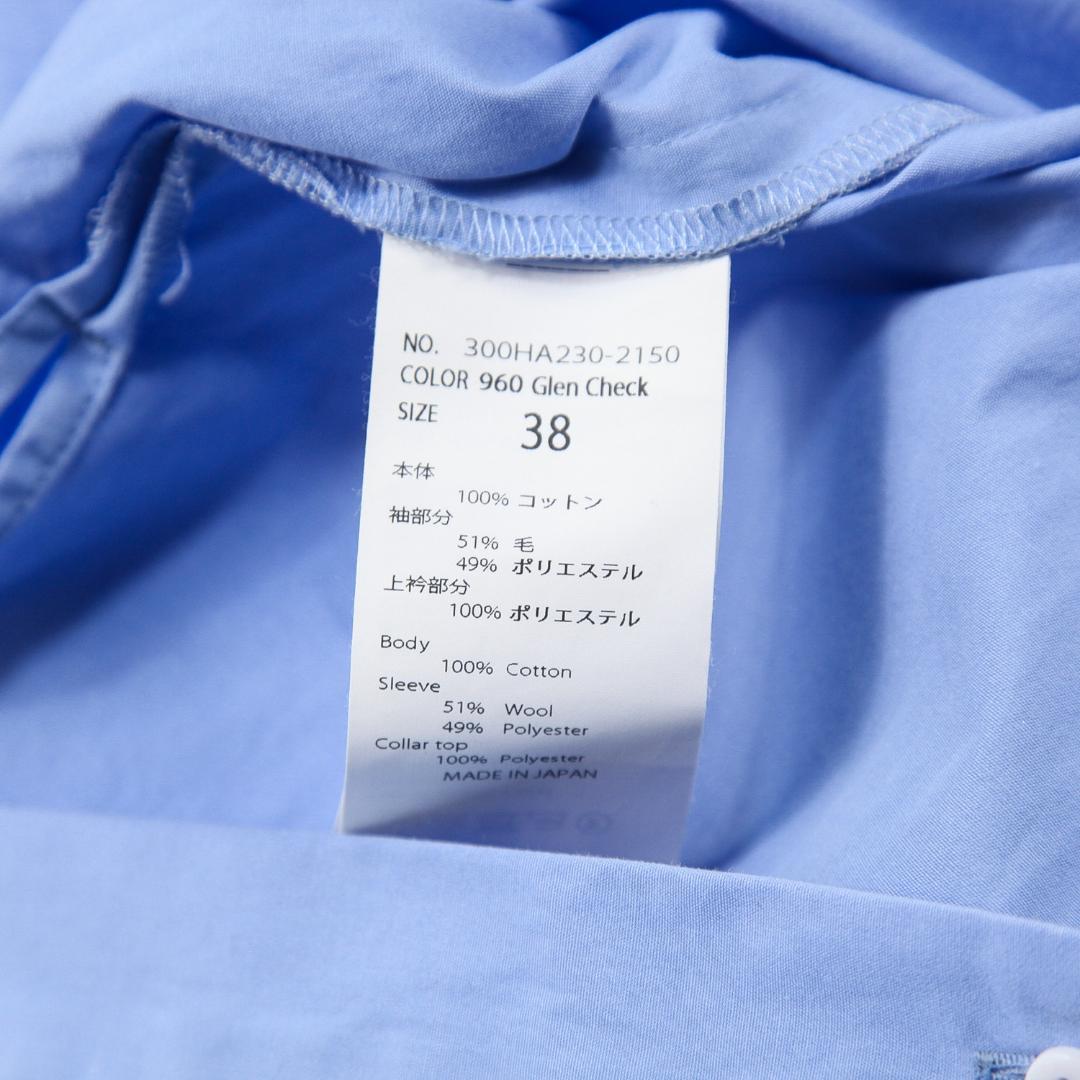 NO. 300HA230-2150
COLOR 960 Glen Check
SIZE 38
本体
100% コットン
袖部分
51% 毛
49% ポリエステル
上衿部分
100% ポリエステル
Body
100% Cotton
Sleeve
51% Wool
49% Polyester
Collar top
100% Polyester
MADE IN JAPAN